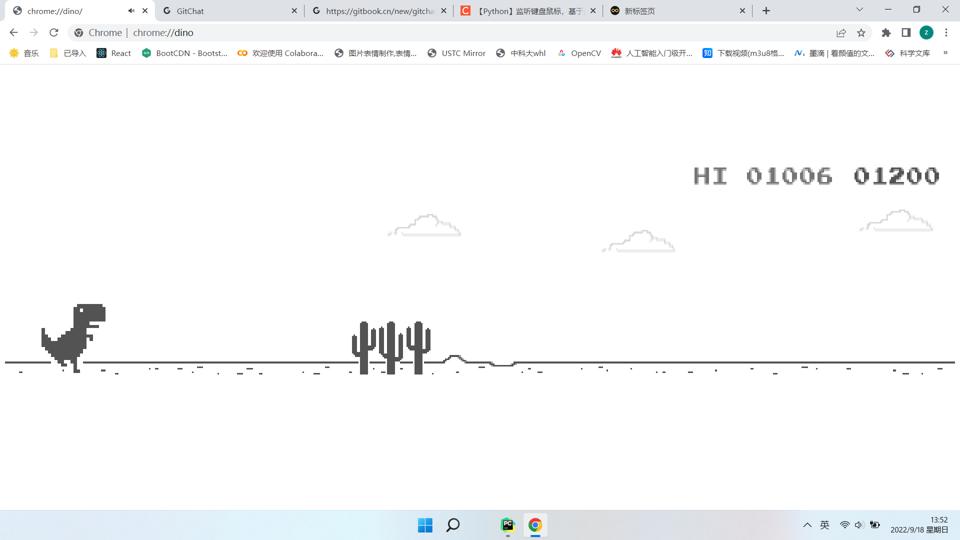 chrome://dino/
GitChat
https://gitbook.cn/new/gitcha
【Python】监听键盘鼠标，基于
新标签页
Chrome | chrome://dino
Z
音乐
已导入
React
BootCDN - Bootst...
欢迎使用 Colabora...
图片表情制作,表情...
USTC Mirror
中科大whl
OpenCV
人工智能入门级开...
下载视频(m3u8格...
墨滴 | 看颜值的文...
科学文库
»
HI 01006 01200
英
13:52
2022/9/18 星期日